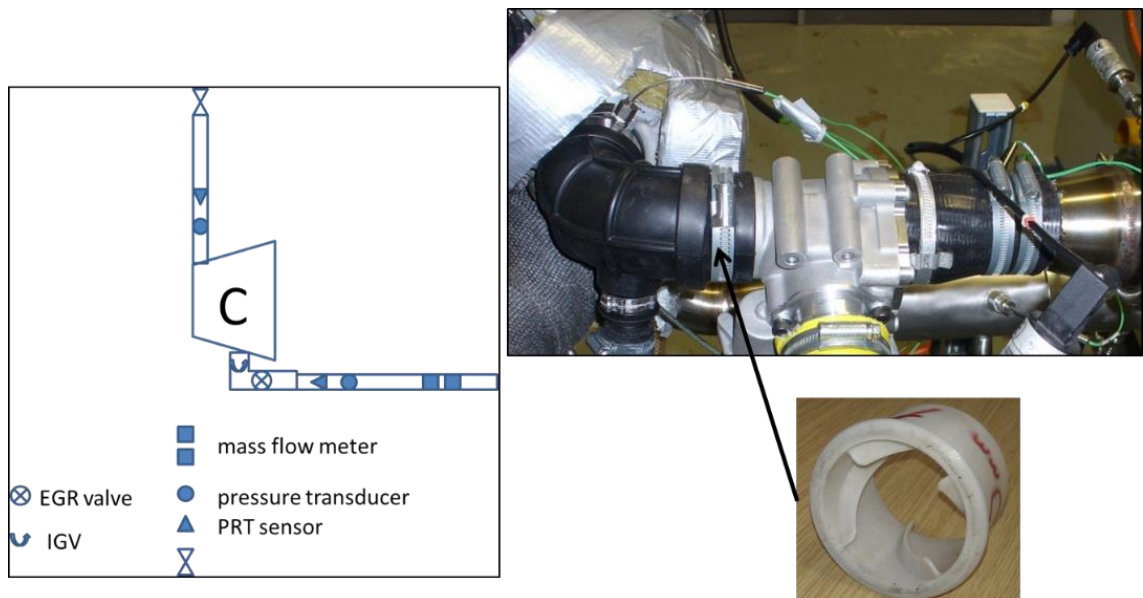 C
mass flow meter
EGR valve
pressure transducer
PRT sensor
IGV